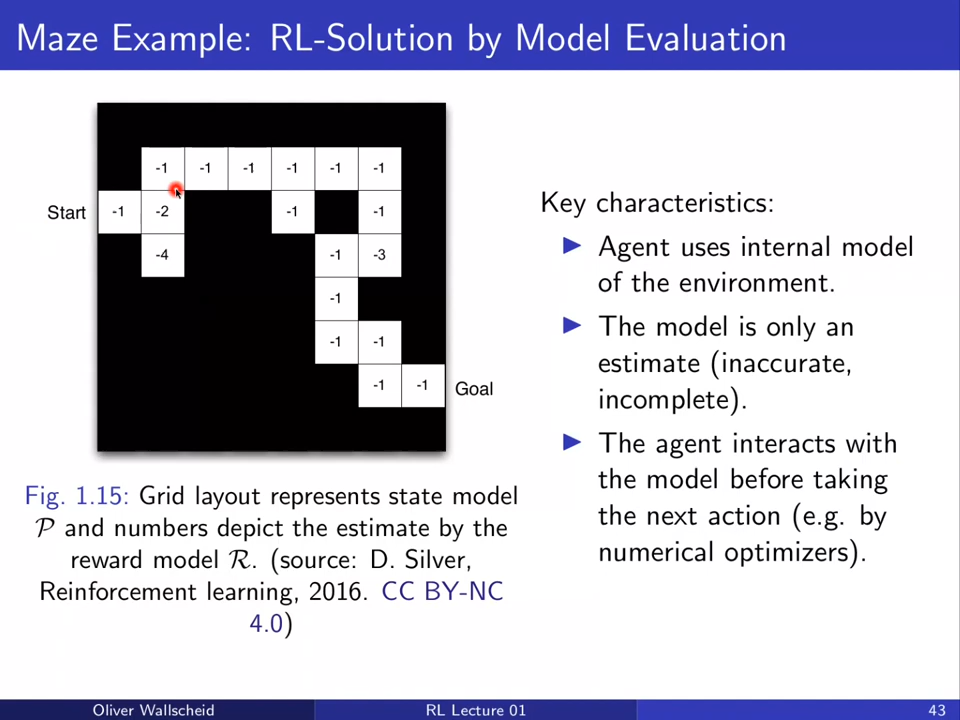 Maze Example: RL-Solution by Model Evaluation
-1 -1 -1 -1 -1 -1
Start -1 -2 -1 -1
-4 -1 -3
-1
-1 -1
-1 -1 Goal
Fig. 1.15: Grid layout represents state model
𝒫 and numbers depict the estimate by the
reward model ℛ. (source: D. Silver,
Reinforcement learning, 2016. CC BY-NC
4.0)
Key characteristics:
▶ Agent uses internal model
of the environment.
▶ The model is only an
estimate (inaccurate,
incomplete).
▶ The agent interacts with
the model before taking
the next action (e.g. by
numerical optimizers).
Oliver Wallscheid RL Lecture 01 43